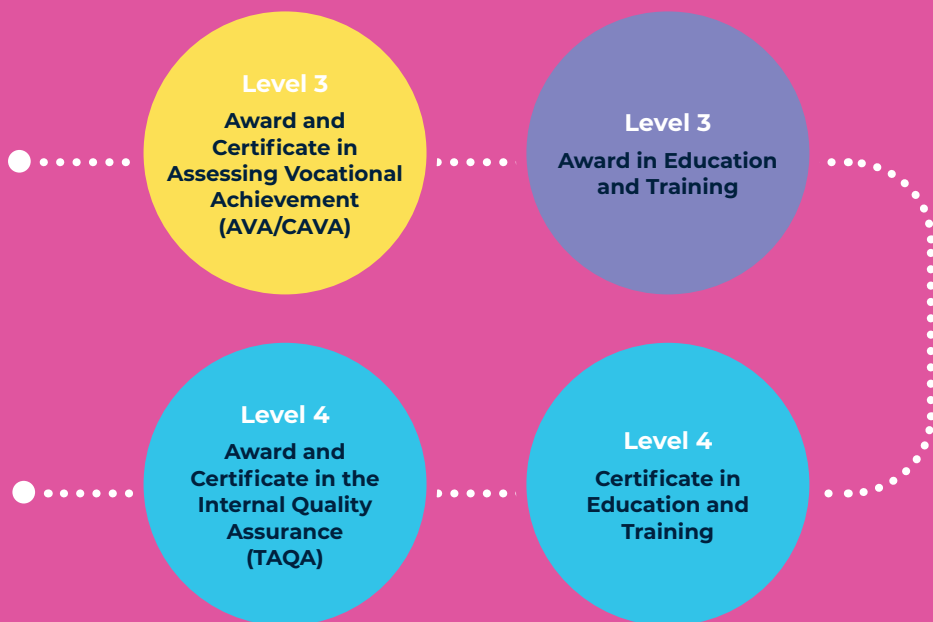 Level 3
Award and
Certificate in
Assessing Vocational
Achievement
(AVA/CAVA)
Level 3
Award in Education
and Training
Level 4
Award and
Certificate in the
Internal Quality
Assurance
(TAQA)
Level 4
Certificate in
Education and
Training